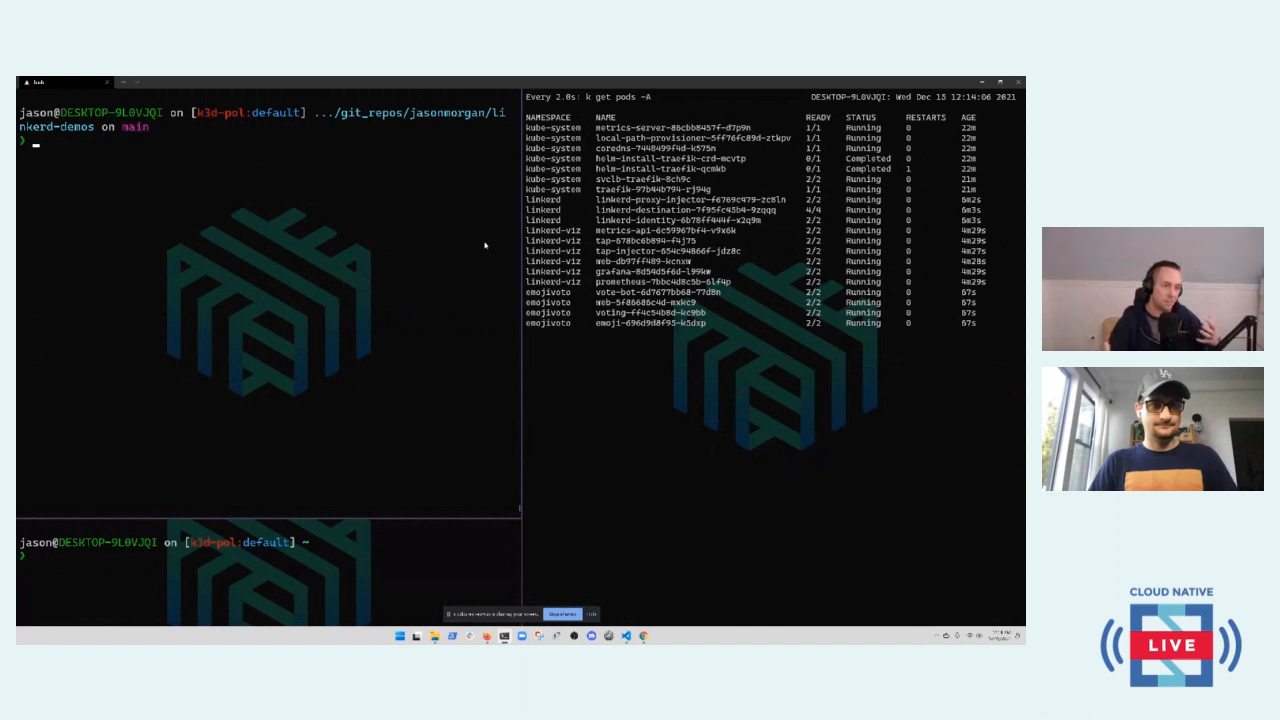 jason@DESKTOP-9L0VJQI on [k3d-pol:default] .../git_repos/jasonmorgan/li
nkerd-demos on main
❯
Every 2.0s: k get pods -A DESKTOP-9L0VJQI: Wed Dec 15 12:14:06 2021
NAMESPACE NAME READY STATUS RESTARTS AGE
kube-system metrics-server-86cbb8457f-d7p9n 1/1 Running 0 22m
kube-system local-path-provisioner-5ff76fc89d-ztkpv 1/1 Running 0 22m
kube-system coredns-7448499f4d-k575n 1/1 Running 0 22m
kube-system helm-install-traefik-crd-mcvtp 0/1 Completed 0 22m
kube-system helm-install-traefik-qcmkb 0/1 Completed 1 22m
kube-system svclb-traefik-8ch9c 2/2 Running 0 21m
kube-system traefik-97b44b794-rj94g 1/1 Running 0 21m
linkerd linkerd-proxy-injector-f6769c479-zc8ln 2/2 Running 0 6m2s
linkerd linkerd-destination-7f95fc45b4-9zqqq 4/4 Running 0 6m3s
linkerd linkerd-identity-6b78ff444f-x2q9m 2/2 Running 0 6m3s
linkerd-viz metrics-api-6c59967bf4-v9x6k 2/2 Running 0 4m29s
linkerd-viz tap-678bc6b894-f4j75 2/2 Running 0 4m29s
linkerd-viz tap-injector-654c94866f-jdz8c 2/2 Running 0 4m27s
linkerd-viz web-db97ff489-kcnxw 2/2 Running 0 4m28s
linkerd-viz grafana-8d54d5f6d-l99kw 2/2 Running 0 4m29s
linkerd-viz prometheus-7bbc4d8c5b-6lf4p 2/2 Running 0 4m29s
emojivoto vote-bot-6d7677bb68-77d8n 2/2 Running 0 67s
emojivoto web-5f86686c4d-mxkc9 2/2 Running 0 67s
emojivoto voting-ff4c54b8d-kc9bb 2/2 Running 0 67s
emojivoto emoji-696d9d8f95-k5dxp 2/2 Running 0 67s
jason@DESKTOP-9L0VJQI on [k3d-pol:default] ~
❯
Stop sharing Hide
CLOUD NATIVE
LIVE